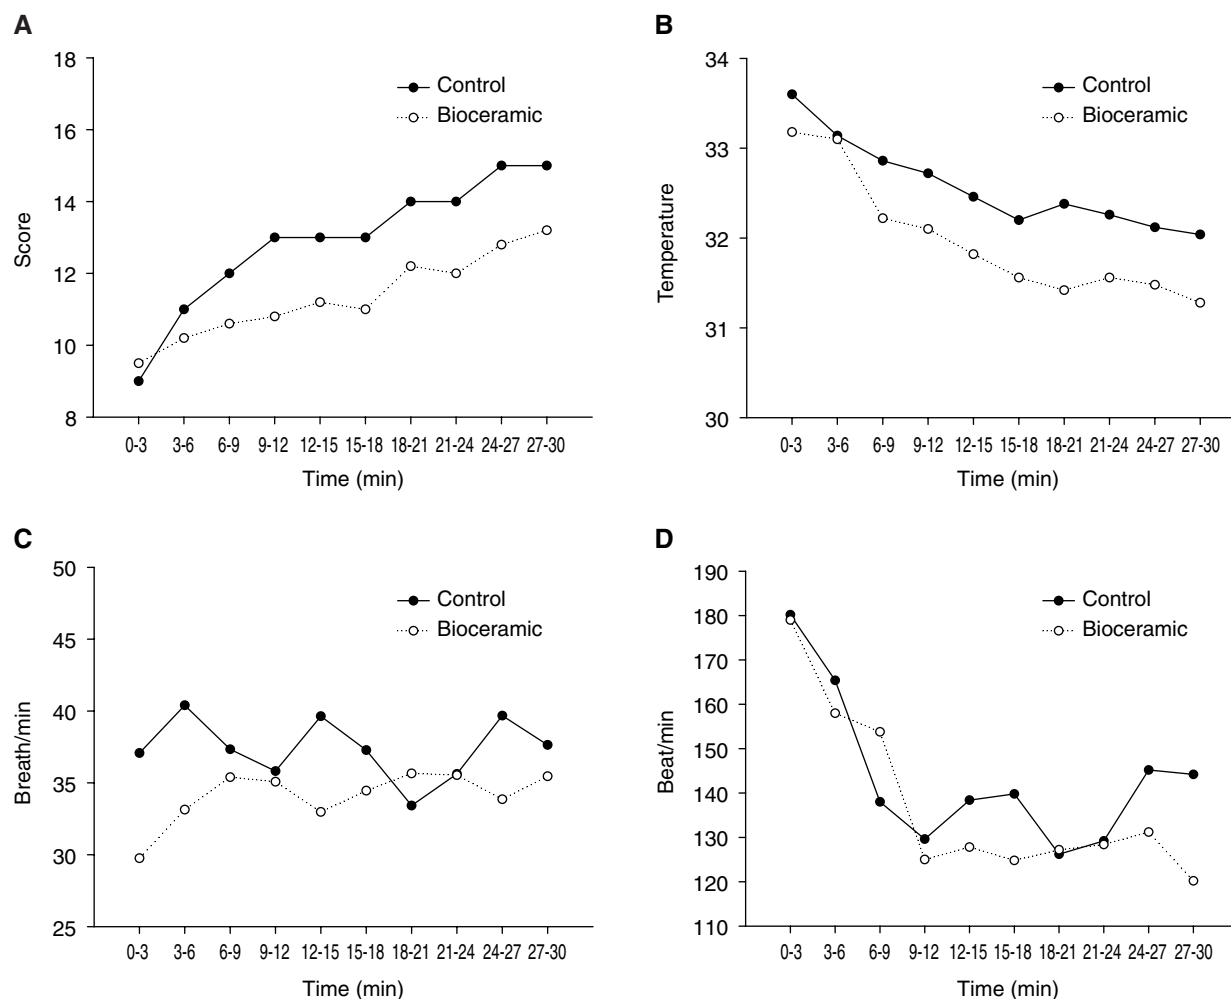 A
18
16
14
12
10
8
Score
Control
Bioceramic
0-3 3-6 6-9 9-12 12-15 15-18 18-21 21-24 24-27 27-30
Time (min)
B
34
33
32
31
30
Temperature
Control
Bioceramic
0-3 3-6 6-9 9-12 12-15 15-18 18-21 21-24 24-27 27-30
Time (min)
C
50
45
40
35
30
25
Breath/min
Control
Bioceramic
0-3 3-6 6-9 9-12 12-15 15-18 18-21 21-24 24-27 27-30
Time (min)
D
190
180
170
160
150
140
130
120
110
Beat/min
Control
Bioceramic
0-3 3-6 6-9 9-12 12-15 15-18 18-21 21-24 24-27 27-30
Time (min)